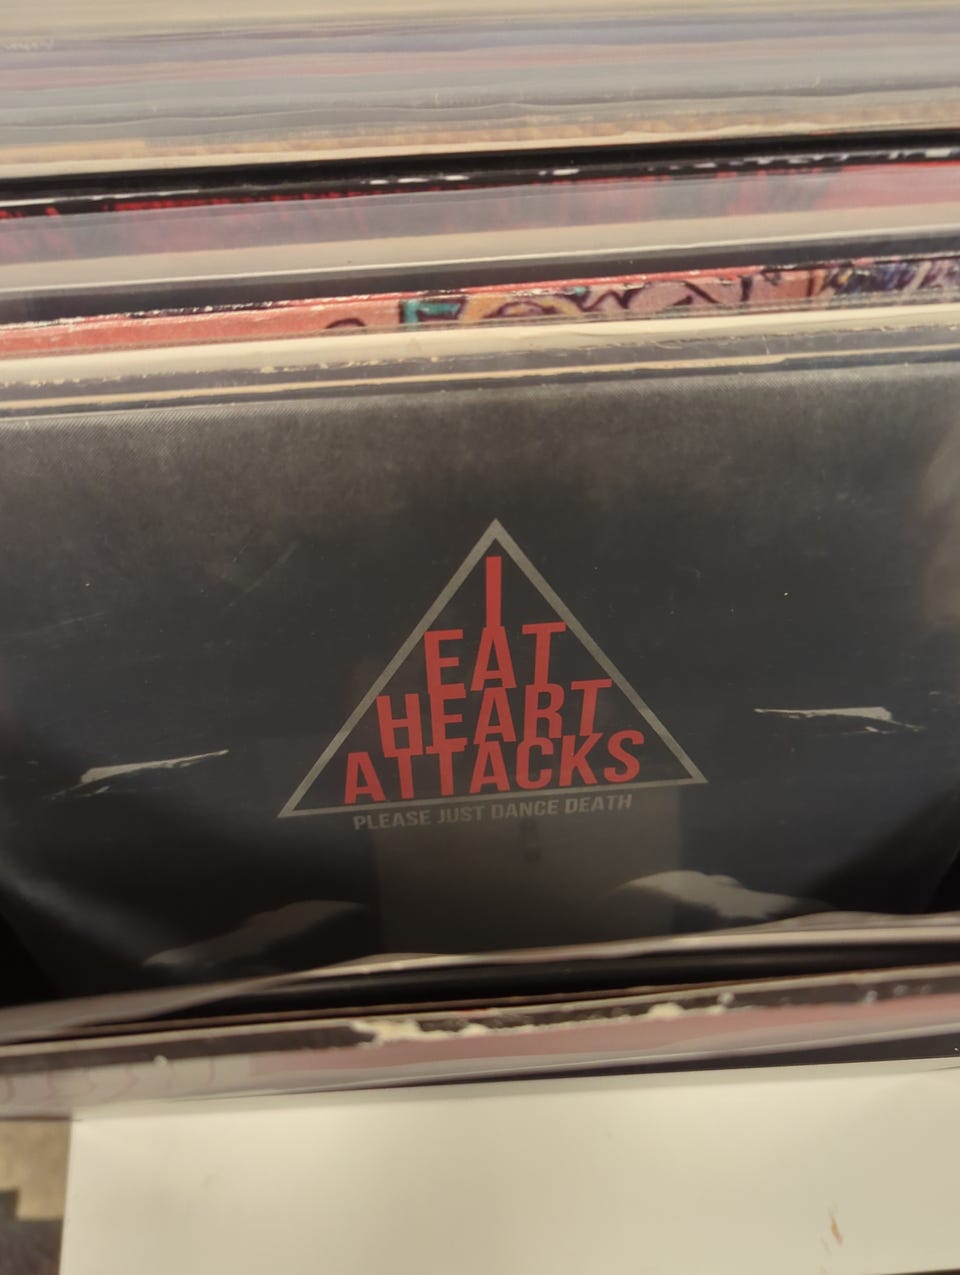 I
EAT
HEART
ATTACKS
PLEASE JUST DANCE DEATH